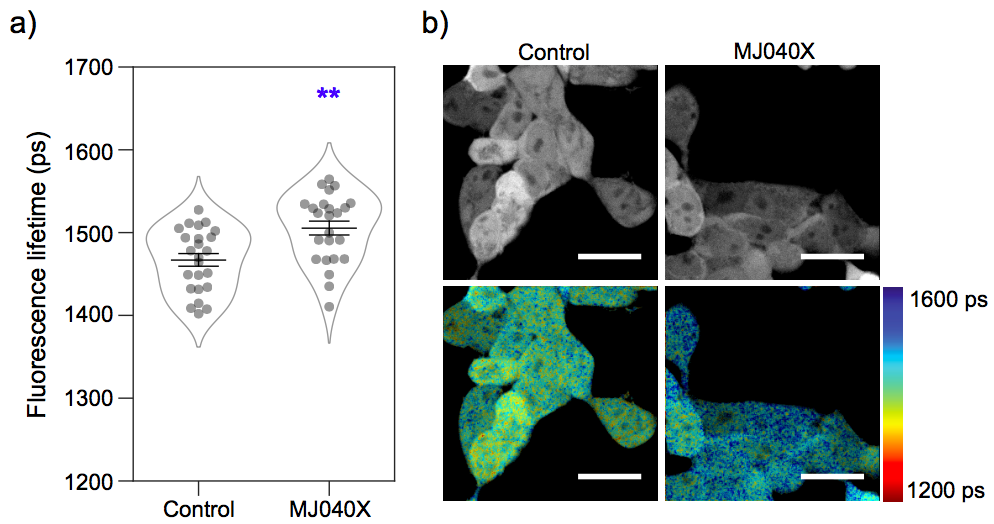 a)
Fluorescence lifetime (ps)
1700
1600
1500
1400
1300
1200
**
Control
MJ040X
b)
Control
MJ040X
1600 ps
1200 ps